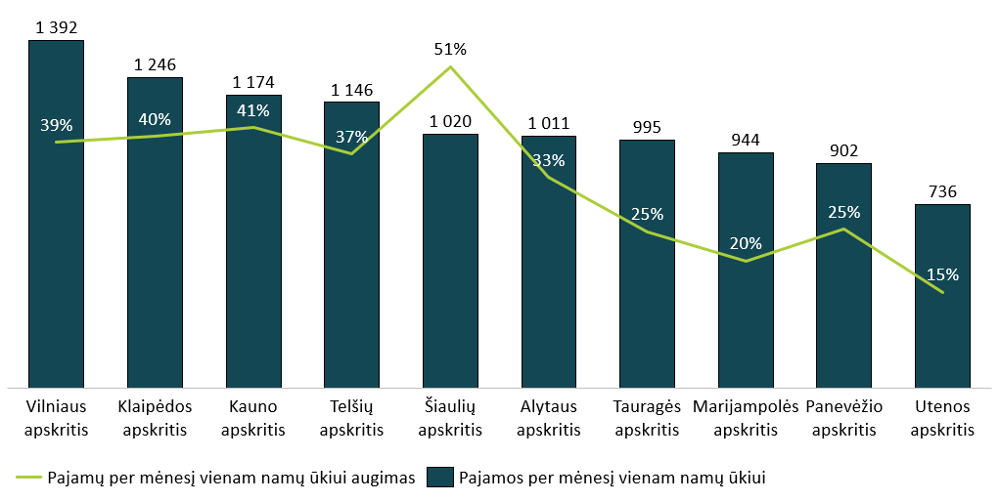 1 392
1 246
1 174
1 146
51%
1 020
1 011
995
944
902
736
39%
40%
41%
37%
33%
25%
20%
25%
15%
Vilniaus apskritis
Klaipėdos apskritis
Kauno apskritis
Telšių apskritis
Šiaulių apskritis
Alytaus apskritis
Tauragės apskritis
Marijampolės apskritis
Panevėžio apskritis
Utenos apskritis
Pajamų per mėnesį vienam namų ūkiui augimas
Pajamos per mėnesį vienam namų ūkiui